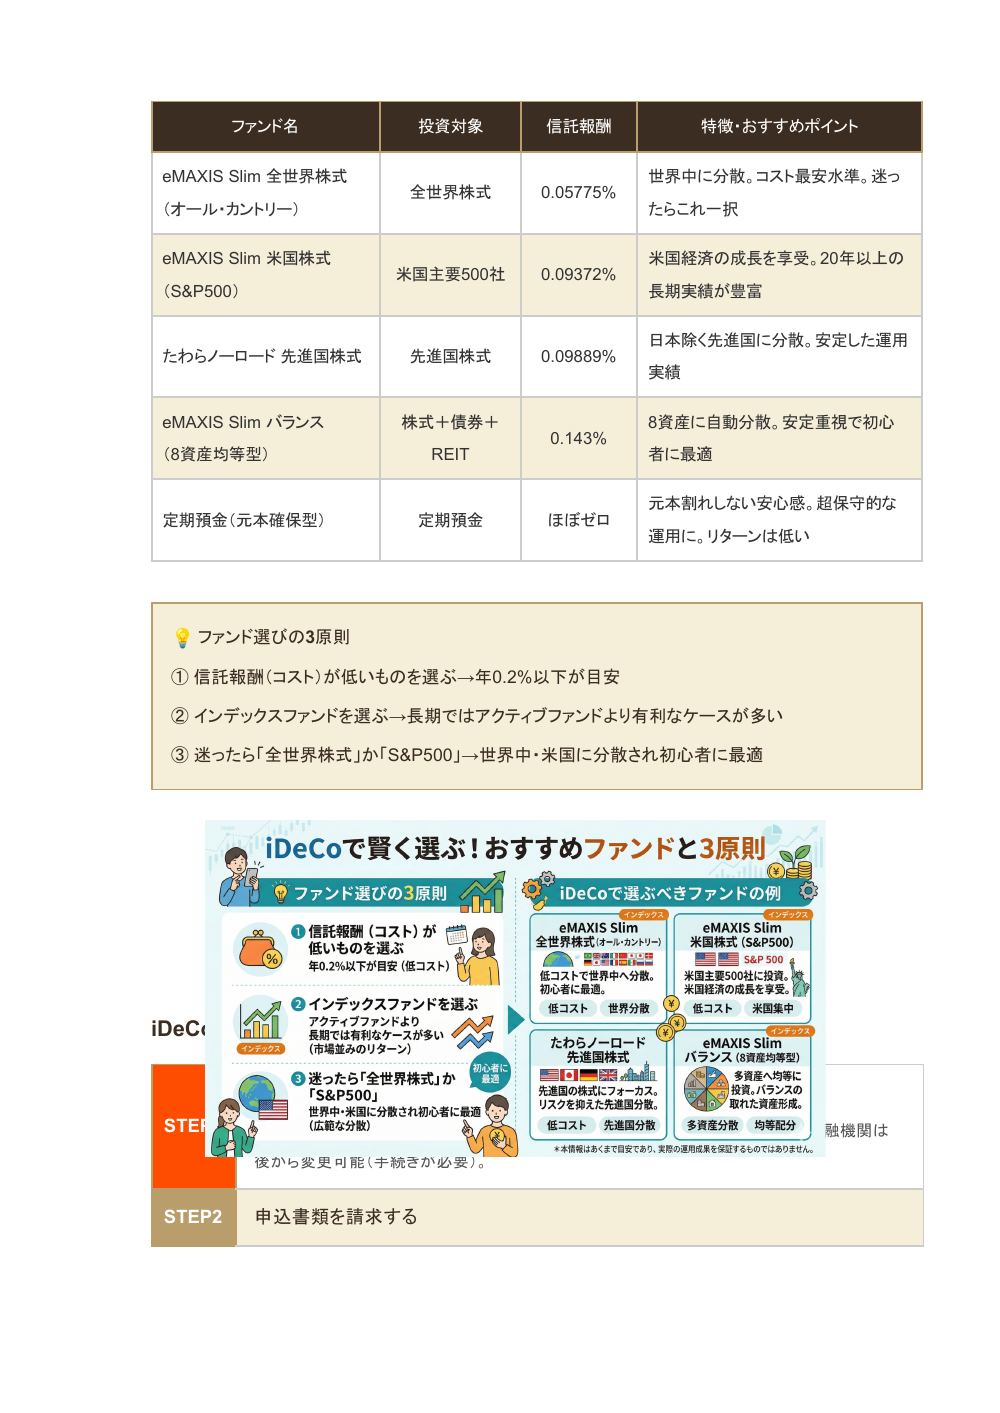 ファンド名
投資対象
信託報酬
特徴・おすすめポイント
eMAXIS Slim 全世界株式
（オール・カントリー）
全世界株式
0.05775%
世界中に分散。コスト最安水準。迷っ
たらこれ一択
eMAXIS Slim 米国株式
（S&P500）
米国主要500社
0.09372%
米国経済の成長を享受。20年以上の
長期実績が豊富
たわらノーロード 先進国株式
先進国株式
0.09889%
日本除く先進国に分散。安定した運用
実績
eMAXIS Slim バランス
（8資産均等型）
株式＋債券＋
REIT
0.143%
8資産に自動分散。安定重視で初心
者に最適
定期預金（元本確保型）
定期預金
ほぼゼロ
元本割れしない安心感。超保守的な
運用に。リターンは低い
💡 ファンド選びの3原則
① 信託報酬（コスト）が低いものを選ぶ→年0.2%以下が目安
② インデックスファンドを選ぶ→長期ではアクティブファンドより有利なケースが多い
③ 迷ったら「全世界株式」か「S&P500」→世界中・米国に分散され初心者に最適
iDeCoで賢く選ぶ！おすすめファンドと3原則
ファンド選びの3原則
1 信託報酬（コスト）が
低いものを選ぶ
年0.2%以下が目安（低コスト）
%
2 インデックスファンドを選ぶ
アクティブファンドより
長期では有利なケースが多い
（市場並みのリターン）
インデックス
3 迷ったら「全世界株式」か
「S&P500」
世界中・米国に分散され初心者に最適
（広範な分散）
初心者に
最適
iDeCoで選ぶべきファンドの例
インデックス
eMAXIS Slim
全世界株式（オール・カントリー）
低コストで世界中へ分散。
初心者に最適。
低コスト
世界分散
インデックス
eMAXIS Slim
米国株式（S&P500）
S&P 500
米国主要500社に投資。
米国経済の成長を享受。
低コスト
米国集中
たわらノーロード
先進国株式
先進国の株式にフォーカス。
リスクを抑えた先進国分散。
低コスト
先進国分散
インデックス
eMAXIS Slim
バランス（8資産均等型）
多資産へ均等に
投資。バランスの
取れた資産形成。
多資産分散
均等配分
＊本情報はあくまで目安であり、実際の運用成果を保証するものではありません。
iDeC
STE
融機関は
後から変更可能（手続きが必要）。
STEP2
申込書類を請求する